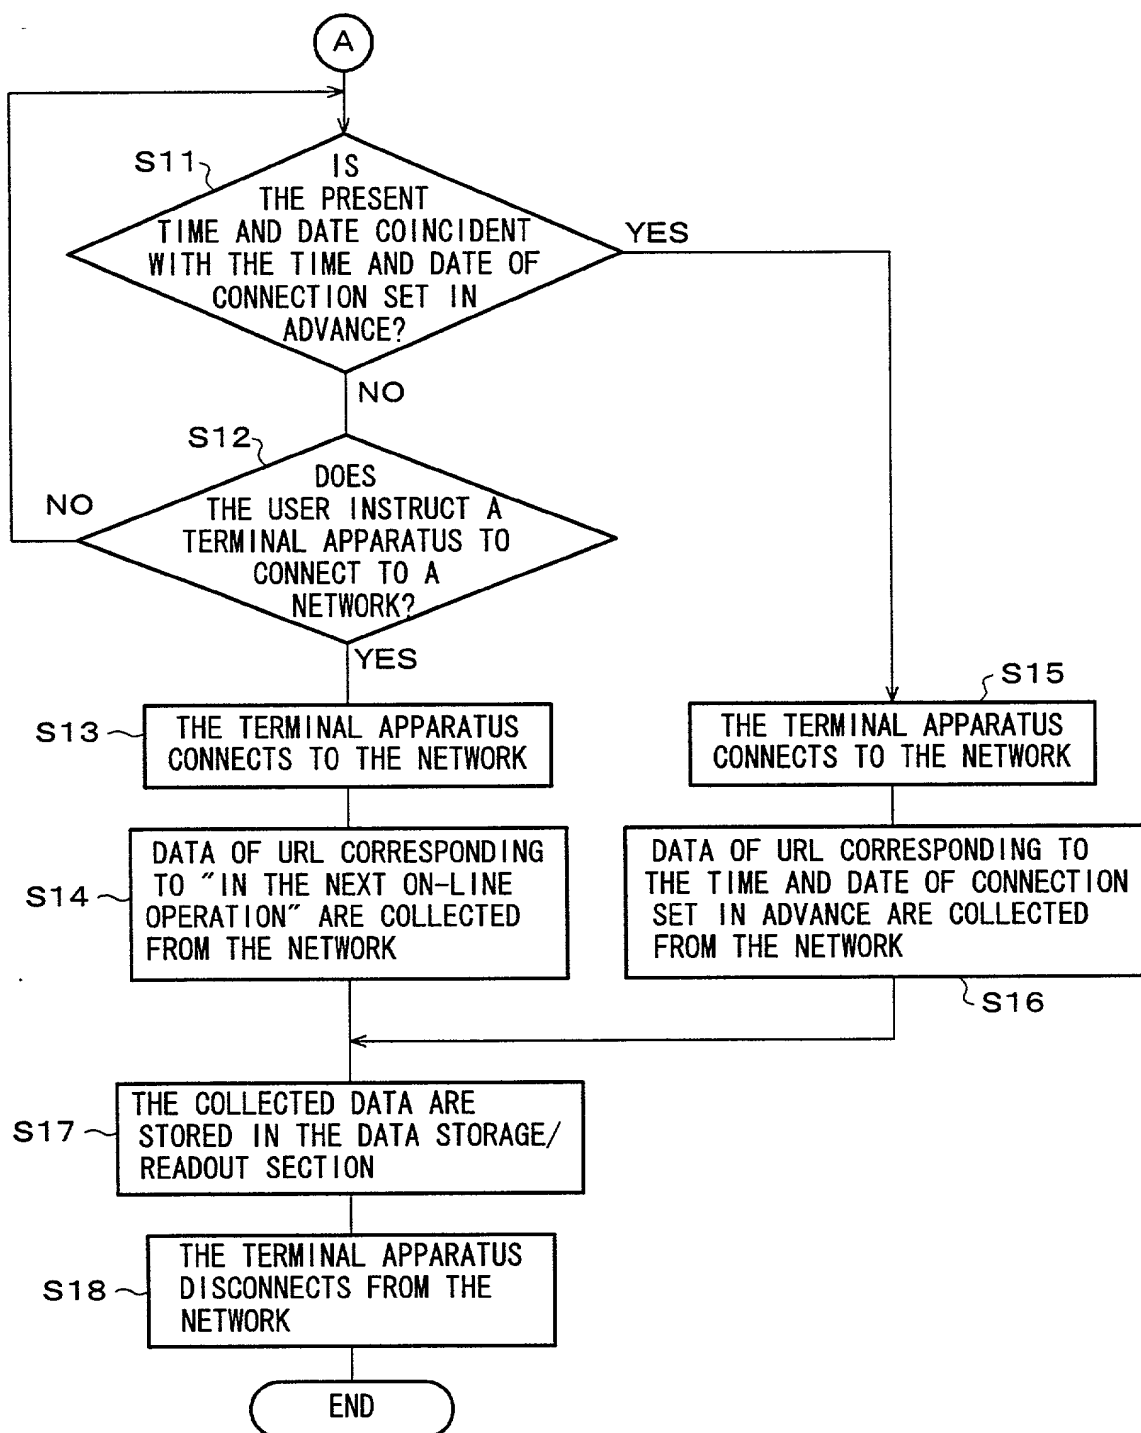 A
S11
IS
THE PRESENT
TIME AND DATE COINCIDENT
WITH THE TIME AND DATE OF
CONNECTION SET IN
ADVANCE?
YES
NO
S12
DOES
THE USER INSTRUCT A
TERMINAL APPARATUS TO
CONNECT TO A
NETWORK?
NO
YES
S13
THE TERMINAL APPARATUS
CONNECTS TO THE NETWORK
S15
THE TERMINAL APPARATUS
CONNECTS TO THE NETWORK
S14
DATA OF URL CORRESPONDING
TO "IN THE NEXT ON-LINE
OPERATION" ARE COLLECTED
FROM THE NETWORK
DATA OF URL CORRESPONDING TO
THE TIME AND DATE OF CONNECTION
SET IN ADVANCE ARE COLLECTED
FROM THE NETWORK
S16
S17
THE COLLECTED DATA ARE
STORED IN THE DATA STORAGE/
READOUT SECTION
S18
THE TERMINAL APPARATUS
DISCONNECTS FROM THE
NETWORK
END